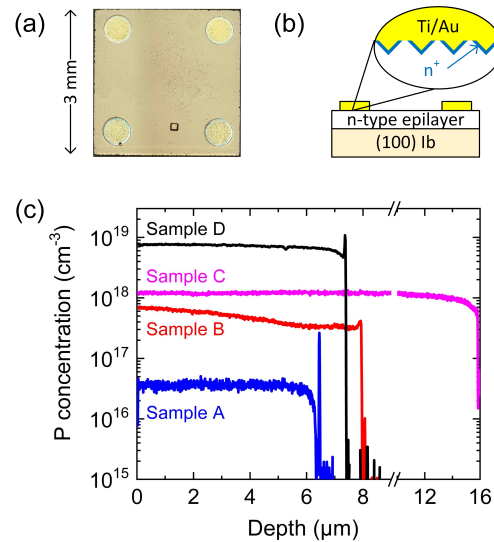 (a)
3 mm
(b)
Ti/Au
n⁺
n-type epilayer
(100) Ib
(c)
P concentration (cm⁻³)
10¹⁹
10¹⁸
10¹⁷
10¹⁶
10¹⁵
Sample D
Sample C
Sample B
Sample A
0 2 4 6 8 12 16
Depth (µm)